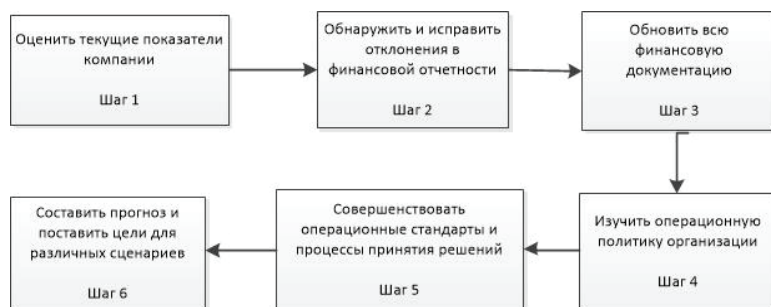 Оценить текущие показатели
компании
Шаг 1
Обнаружить и исправить
отклонения в
финансовой отчетности
Шаг 2
Обновить всю
финансовую
документацию
Шаг 3
Изучить операционную
политику организации
Шаг 4
Совершенствовать
операционные стандарты и
процессы принятия решений
Шаг 5
Составить прогноз и
поставить цели для
различных сценариев
Шаг 6